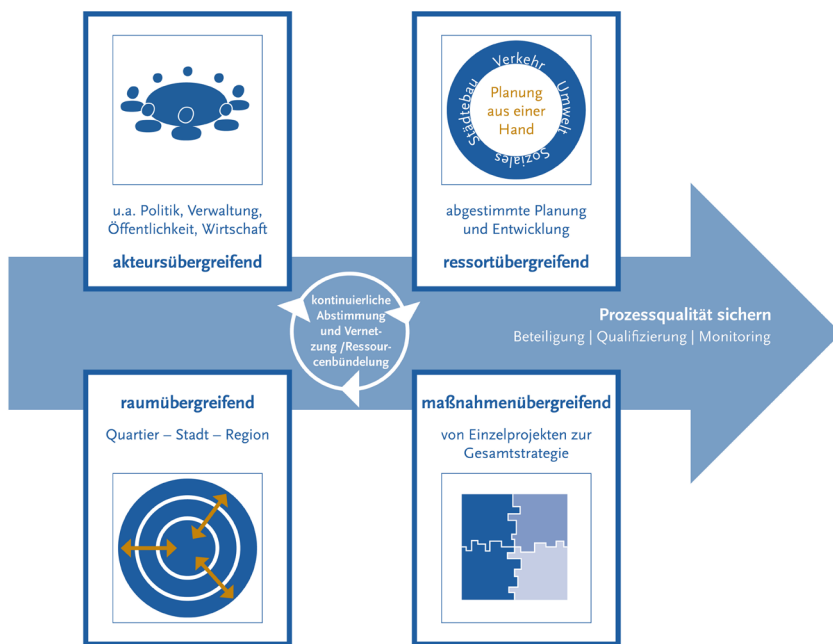 u.a. Politik, Verwaltung,
Öffentlichkeit, Wirtschaft
akteursübergreifend
Verkehr
Umwelt
Soziales
Städtebau
Planung
aus einer
Hand
abgestimmte Planung
und Entwicklung
ressortübergreifend
kontinuierliche
Abstimmung
und Vernet-
zung /Ressour-
cenbündelung
Prozessqualität sichern
Beteiligung | Qualifizierung | Monitoring
raumübergreifend
Quartier – Stadt – Region
maßnahmenübergreifend
von Einzelprojekten zur
Gesamtstrategie